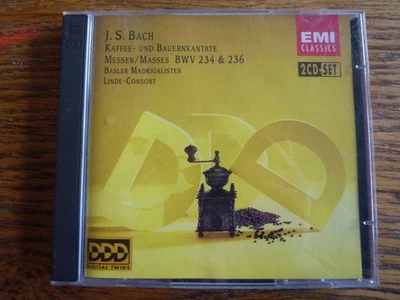 J. S. BACH
KAFFEE- UND BAUERNKANTATE
MESSEN/MASSES BWV 234 & 236
BASLER MADRIGALISTEN
LINDE-CONSORT
EMI
CLASSICS
2CD-SET
DDD
DDD
DIGITAL TWINS